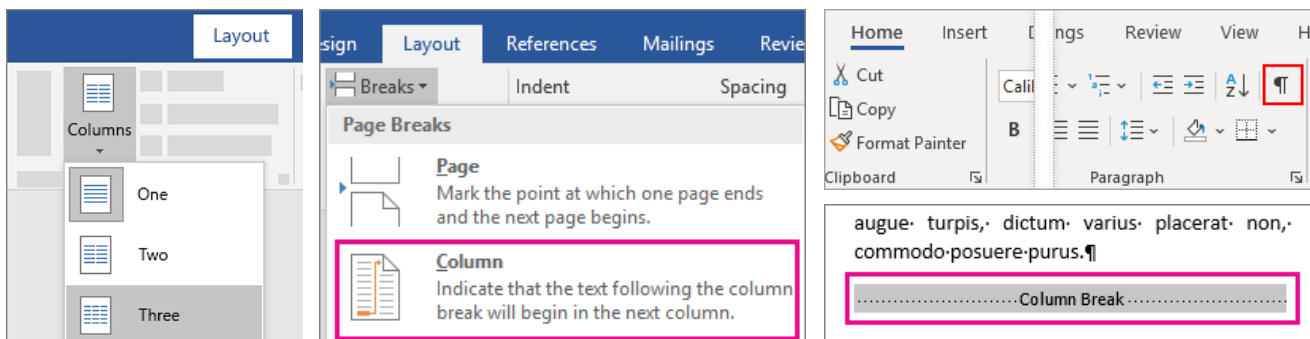 Layout
Columns
One
Two
Three
sign Layout References Mailings Revie
Breaks Indent Spacing
Page Breaks
Page
Mark the point at which one page ends
and the next page begins.
Column
Indicate that the text following the column
break will begin in the next column.
Home Insert D ngs Review View H
Cut
Copy
Format Painter
Clipboard
Calil
B
A
Z
¶
Paragraph
augue· turpis,· dictum· varius· placerat· non,·
commodo·posuere·purus.¶
Column Break